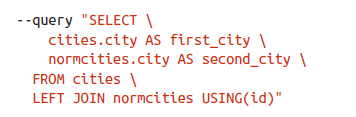 --query "SELECT \
cities.city AS first_city \
normcities.city AS second_city \
FROM cities \
LEFT JOIN normcities USING(id)"